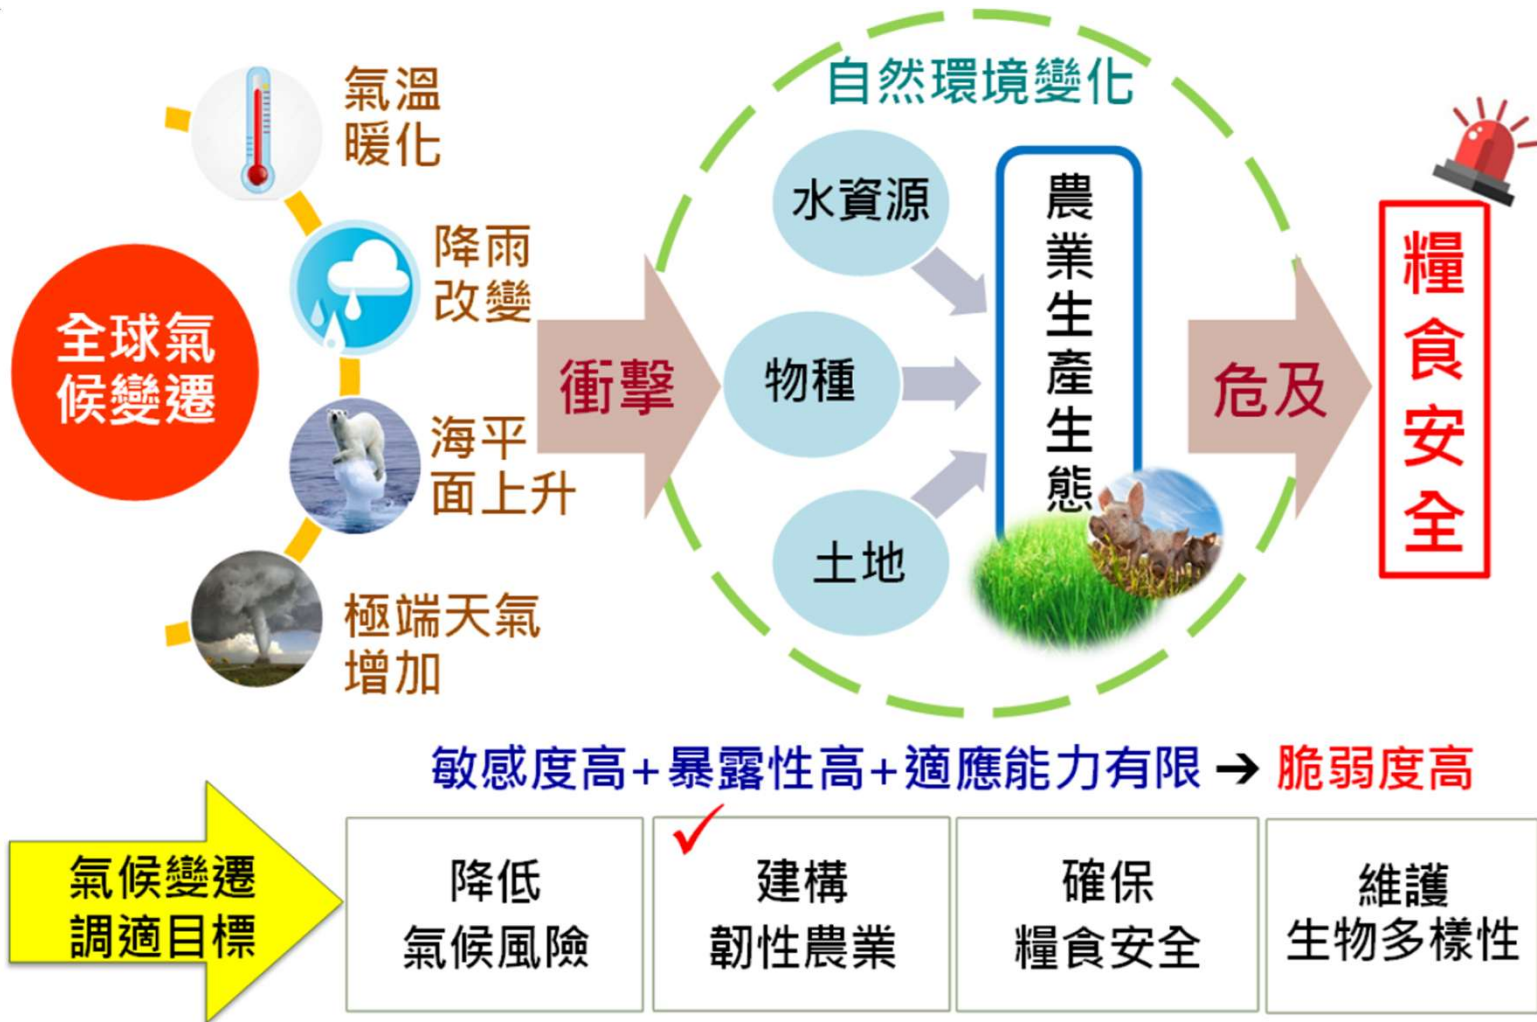 全球氣
候變遷
氣溫
暖化
降雨
改變
海平
面上升
極端天氣
增加
衝擊
自然環境變化
水資源
物種
土地
農業生產生態
危及
糧食安全
敏感度高+暴露性高+適應能力有限➔脆弱度高
氣候變遷
調適目標
降低
氣候風險
建構
韌性農業
確保
糧食安全
維護
生物多樣性